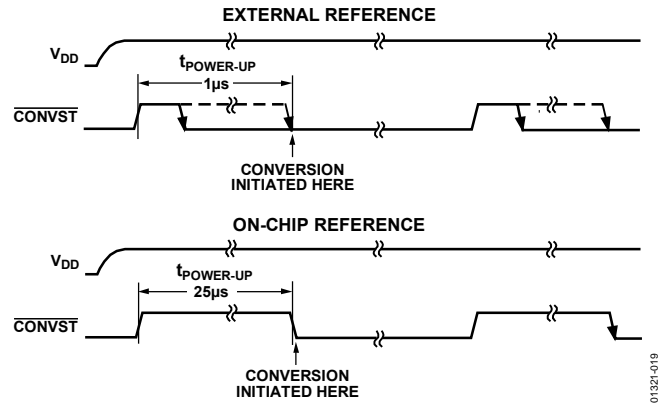 EXTERNAL REFERENCE
VDD
tPOWER-UP
1µs
CONVST
CONVERSION
INITIATED HERE
ON-CHIP REFERENCE
VDD
tPOWER-UP
25µs
CONVST
CONVERSION
INITIATED HERE
01321-019